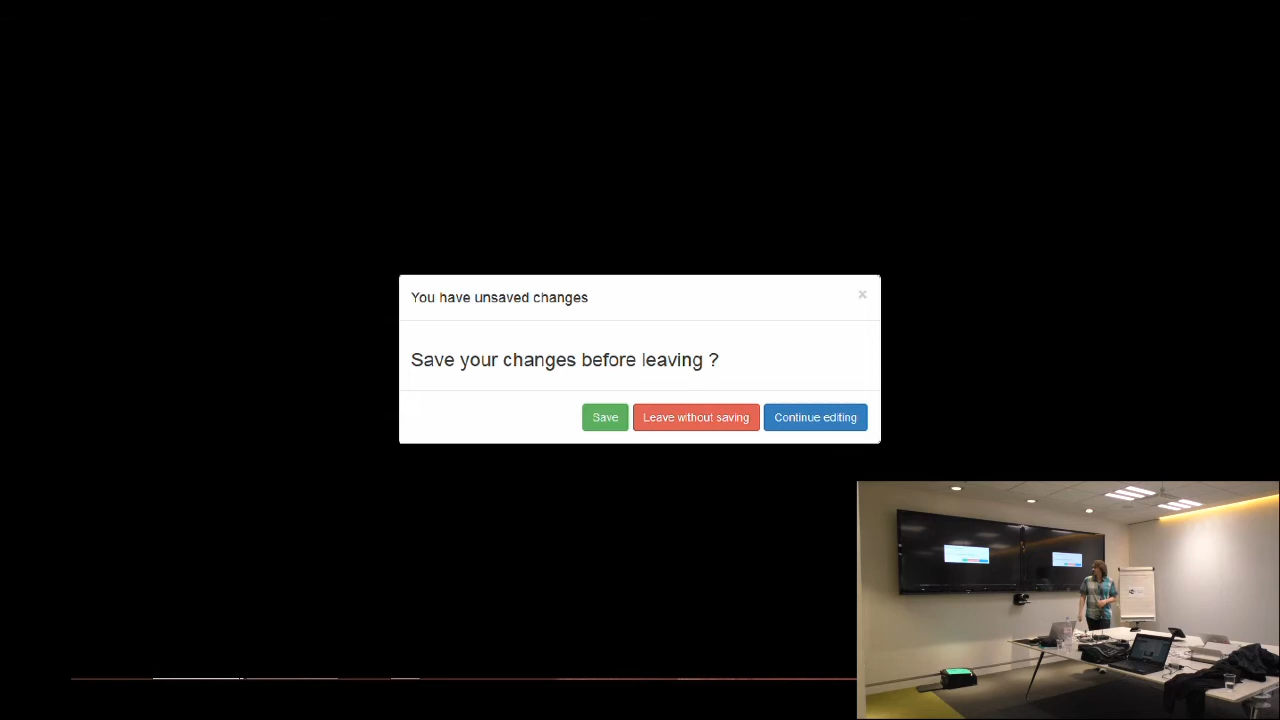 You have unsaved changes
×
Save your changes before leaving ?
Save
Leave without saving
Continue editing